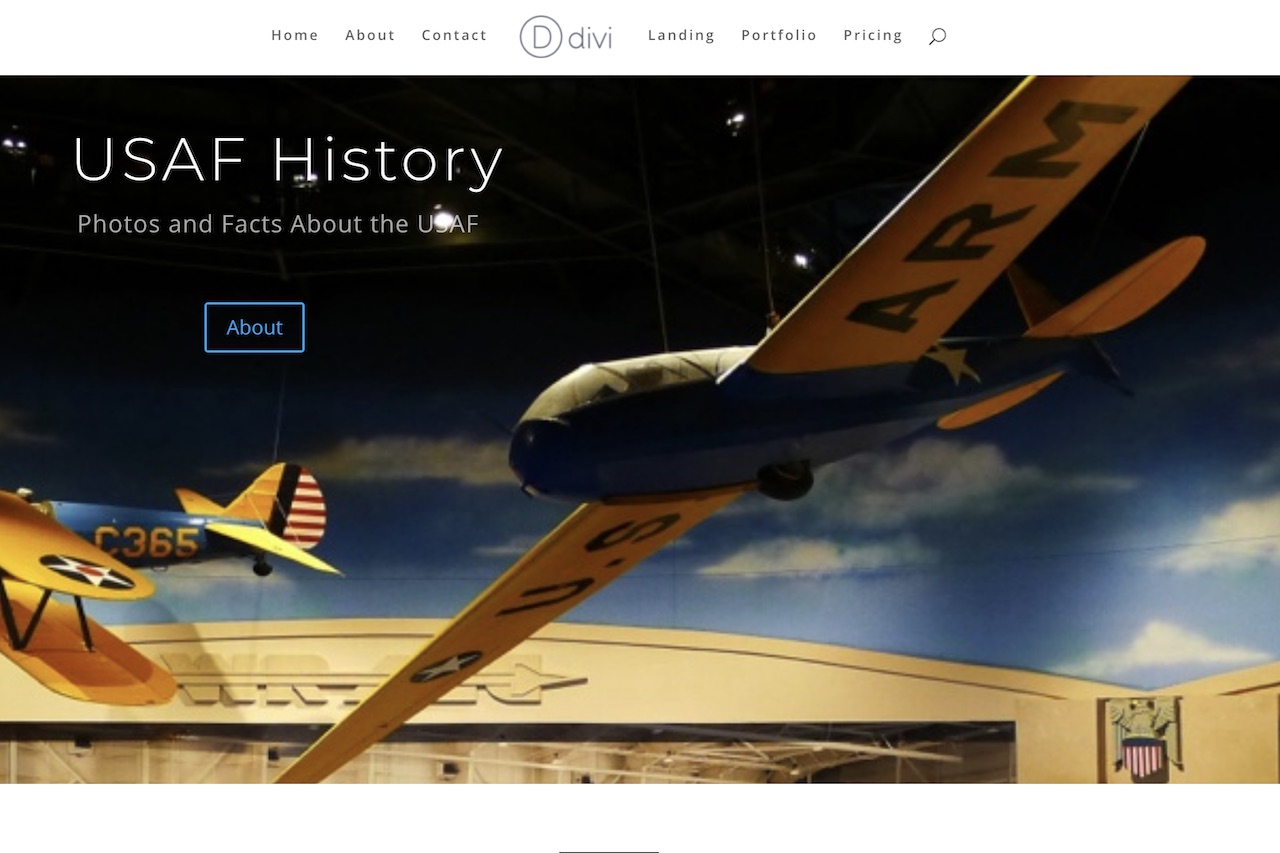 Home About Contact D divi Landing Portfolio Pricing
USAF History
Photos and Facts About the USAF
About
ARM
C365
U.S